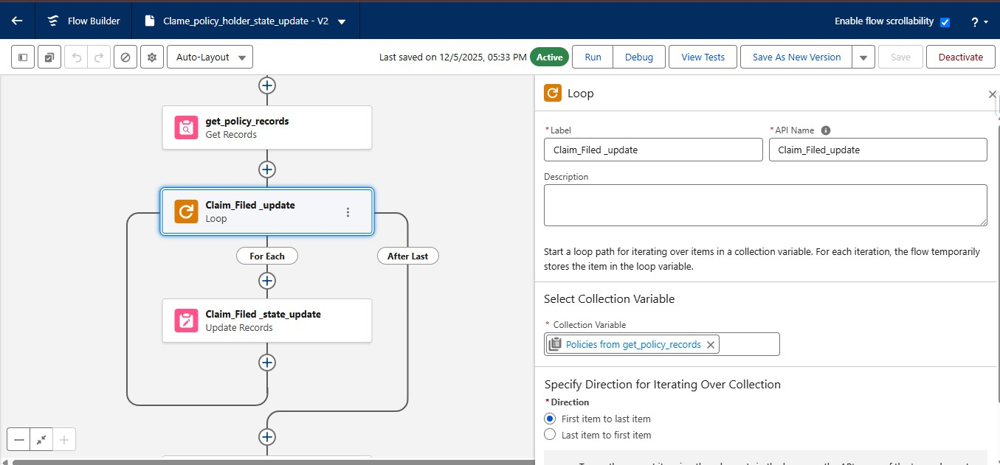 Flow Builder
Clame_policy_holder_state_update - V2
Enable flow scrollability
?
Auto-Layout
Last saved on 12/5/2025, 05:33 PM
Active
Run
Debug
View Tests
Save As New Version
Save
Deactivate
get_policy_records
Get Records
Claim_Filed _update
Loop
For Each
After Last
Claim_Filed _state_update
Update Records
Loop
* Label
* API Name
Claim_Filed _update
Claim_Filed_update
Description
Start a loop path for iterating over items in a collection variable. For each iteration, the flow temporarily
stores the item in the loop variable.
Select Collection Variable
* Collection Variable
Policies from get_policy_records
Specify Direction for Iterating Over Collection
* Direction
First item to last item
Last item to first item